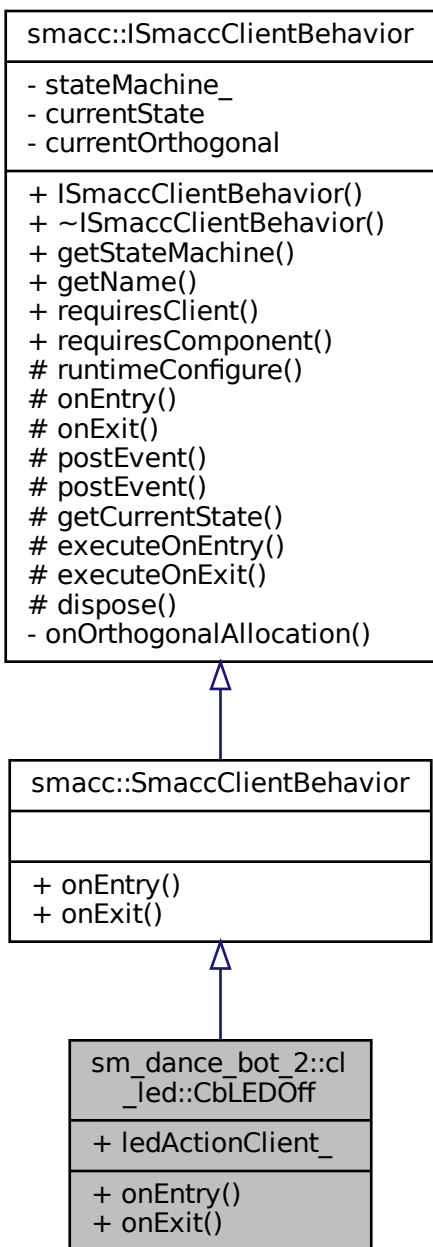 smacc::ISmaccClientBehavior
- stateMachine_
- currentState
- currentOrthogonal
+ ISmaccClientBehavior()
+ ~ISmaccClientBehavior()
+ getStateMachine()
+ getName()
+ requiresClient()
+ requiresComponent()
# runtimeConfigure()
# onEntry()
# onExit()
# postEvent()
# postEvent()
# getCurrentState()
# executeOnEntry()
# executeOnExit()
# dispose()
- onOrthogonalAllocation()
smacc::SmaccClientBehavior
+ onEntry()
+ onExit()
sm_dance_bot_2::cl
_led::CbLEDOff
+ ledActionClient_
+ onEntry()
+ onExit()